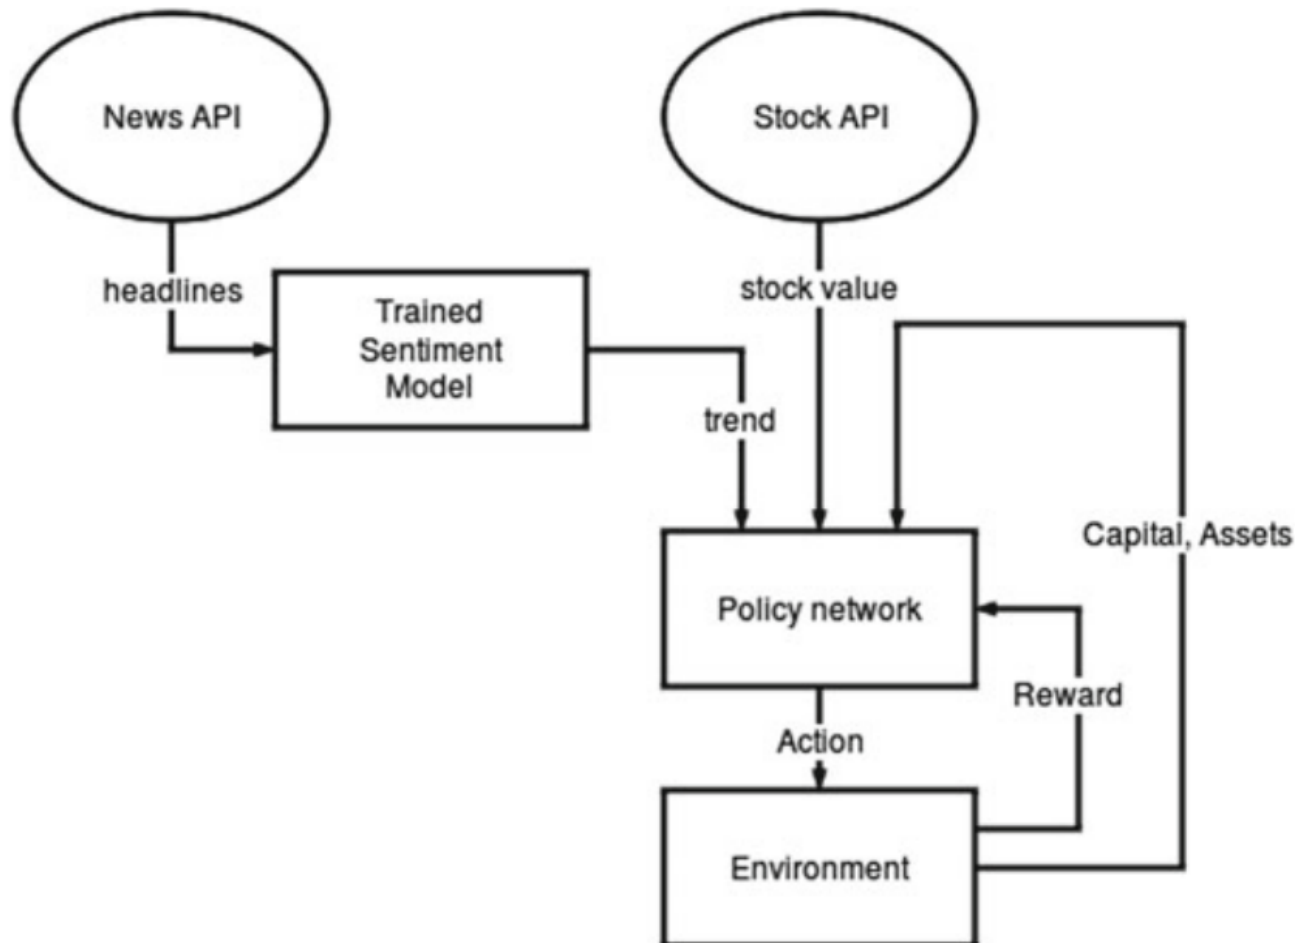 News API
Stock API
headlines
stock value
Trained
Sentiment
Model
trend
Capital, Assets
Policy network
Reward
Action
Environment